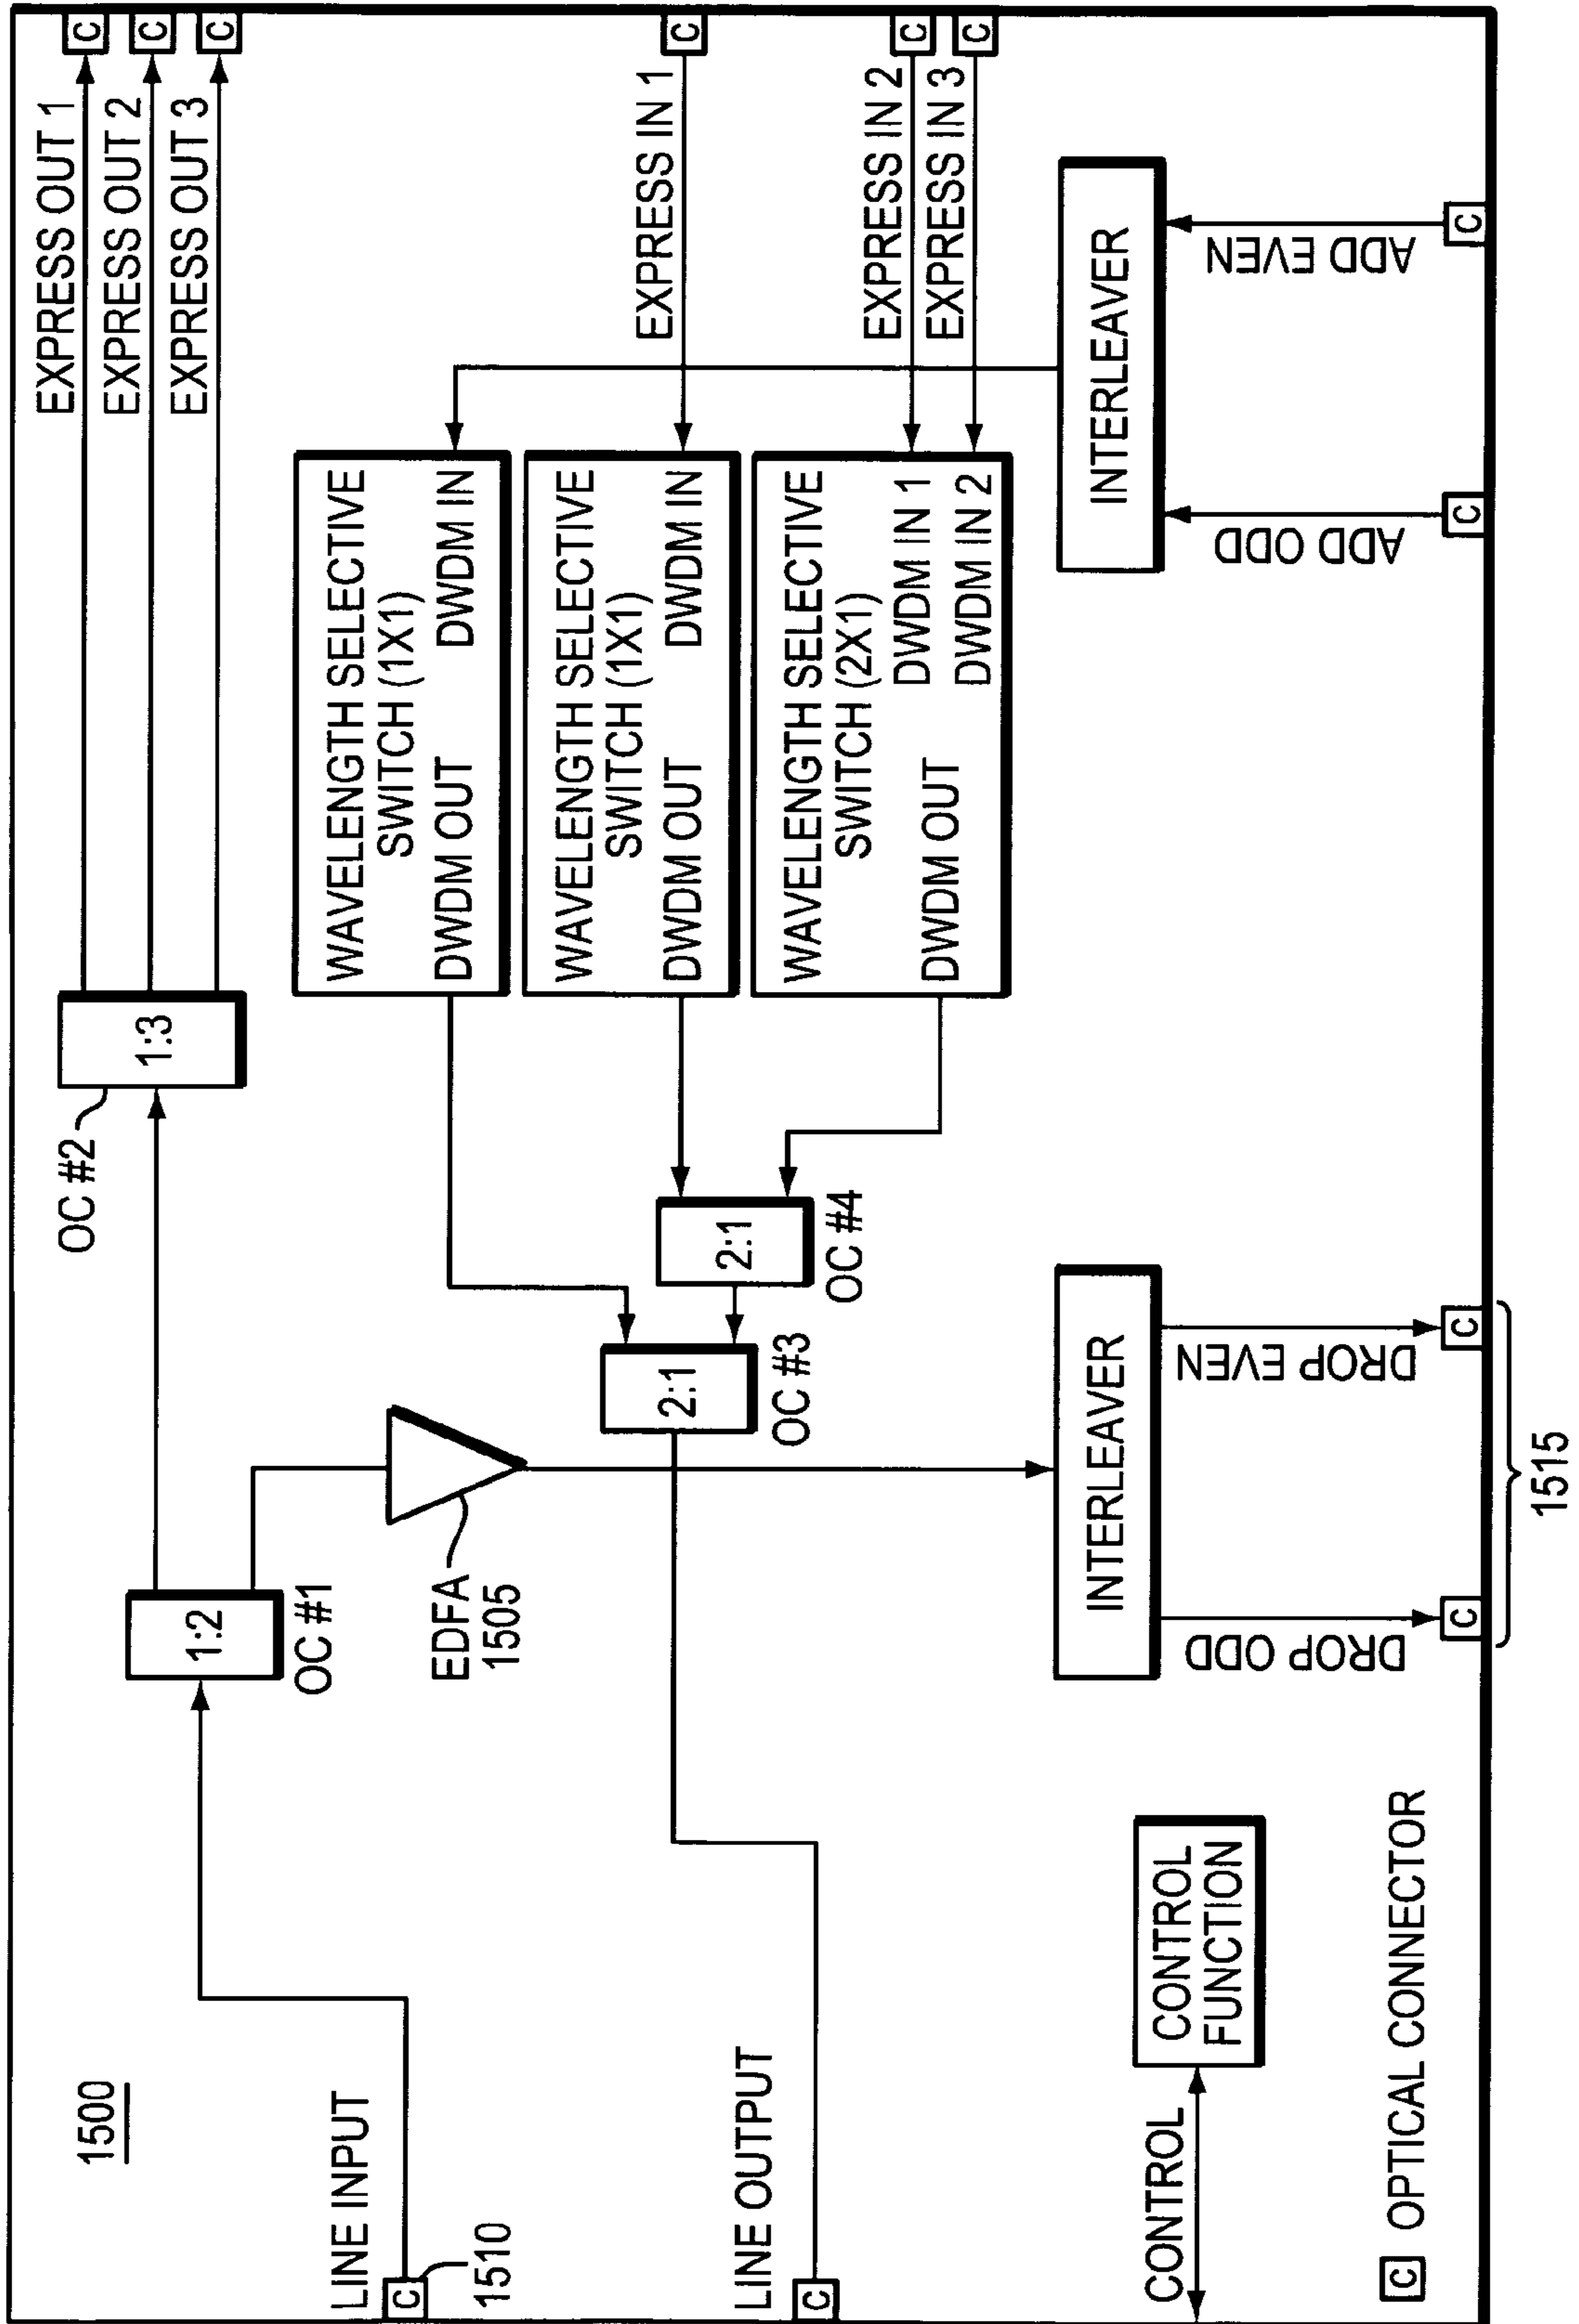 1500
LINE INPUT
C
1510
LINE OUTPUT
C
CONTROL
CONTROL
FUNCTION
C OPTICAL CONNECTOR
1:2
OC #1
EDFA
1505
OC #2
1:3
EXPRESS OUT 1
C
EXPRESS OUT 2
C
EXPRESS OUT 3
C
WAVELENGTH SELECTIVE
SWITCH (1X1)
DWDM OUT DWDM IN
WAVELENGTH SELECTIVE
SWITCH (1X1)
DWDM OUT DWDM IN
WAVELENGTH SELECTIVE
SWITCH (2X1)
DWDM IN 1
DWDM OUT
DWDM IN 2
EXPRESS IN 1
C
EXPRESS IN 2
C
EXPRESS IN 3
C
2:1
OC #3
2:1
OC #4
INTERLEAVER
DROP ODD
C
DROP EVEN
C
1515
INTERLEAVER
ADD ODD
C
ADD EVEN
C